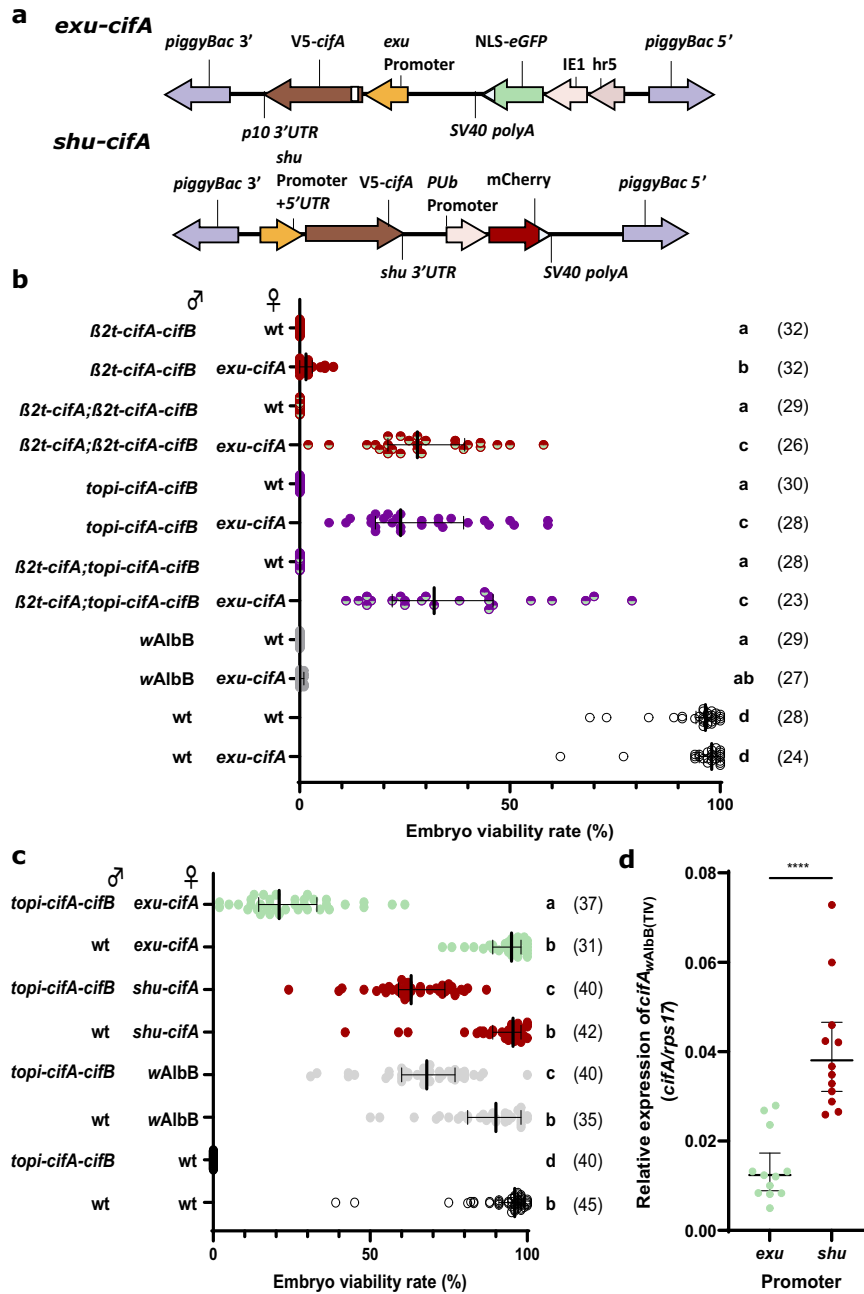 a
exu-cifA
piggyBac 3’ V5-cifA exu Promoter NLS-eGFP IE1 hr5 piggyBac 5’
p10 3’UTR SV40 polyA
shu-cifA
piggyBac 3’ shu Promoter +5’UTR V5-cifA PUb Promoter mCherry piggyBac 5’
shu 3’UTR SV40 polyA
b
♂ ♀
ß2t-cifA-cifB wt a (32)
ß2t-cifA-cifB exu-cifA b (32)
ß2t-cifA;ß2t-cifA-cifB wt a (29)
ß2t-cifA;ß2t-cifA-cifB exu-cifA c (26)
topi-cifA-cifB wt a (30)
topi-cifA-cifB exu-cifA c (28)
ß2t-cifA;topi-cifA-cifB wt a (28)
ß2t-cifA;topi-cifA-cifB exu-cifA c (23)
wAlbB wt a (29)
wAlbB exu-cifA ab (27)
wt wt d (28)
wt exu-cifA d (24)
0 50 100
Embryo viability rate (%)
c
♂ ♀
topi-cifA-cifB exu-cifA a (37)
wt exu-cifA b (31)
topi-cifA-cifB shu-cifA c (40)
wt shu-cifA b (42)
topi-cifA-cifB wAlbB c (40)
wt wAlbB b (35)
topi-cifA-cifB wt d (40)
wt wt b (45)
0 50 100
Embryo viability rate (%)
d
Relative expression of cifAwAlbB(TIV)
(cifA/rps17)
0.08
0.06
0.04
0.02
0.00
****
exu shu
Promoter